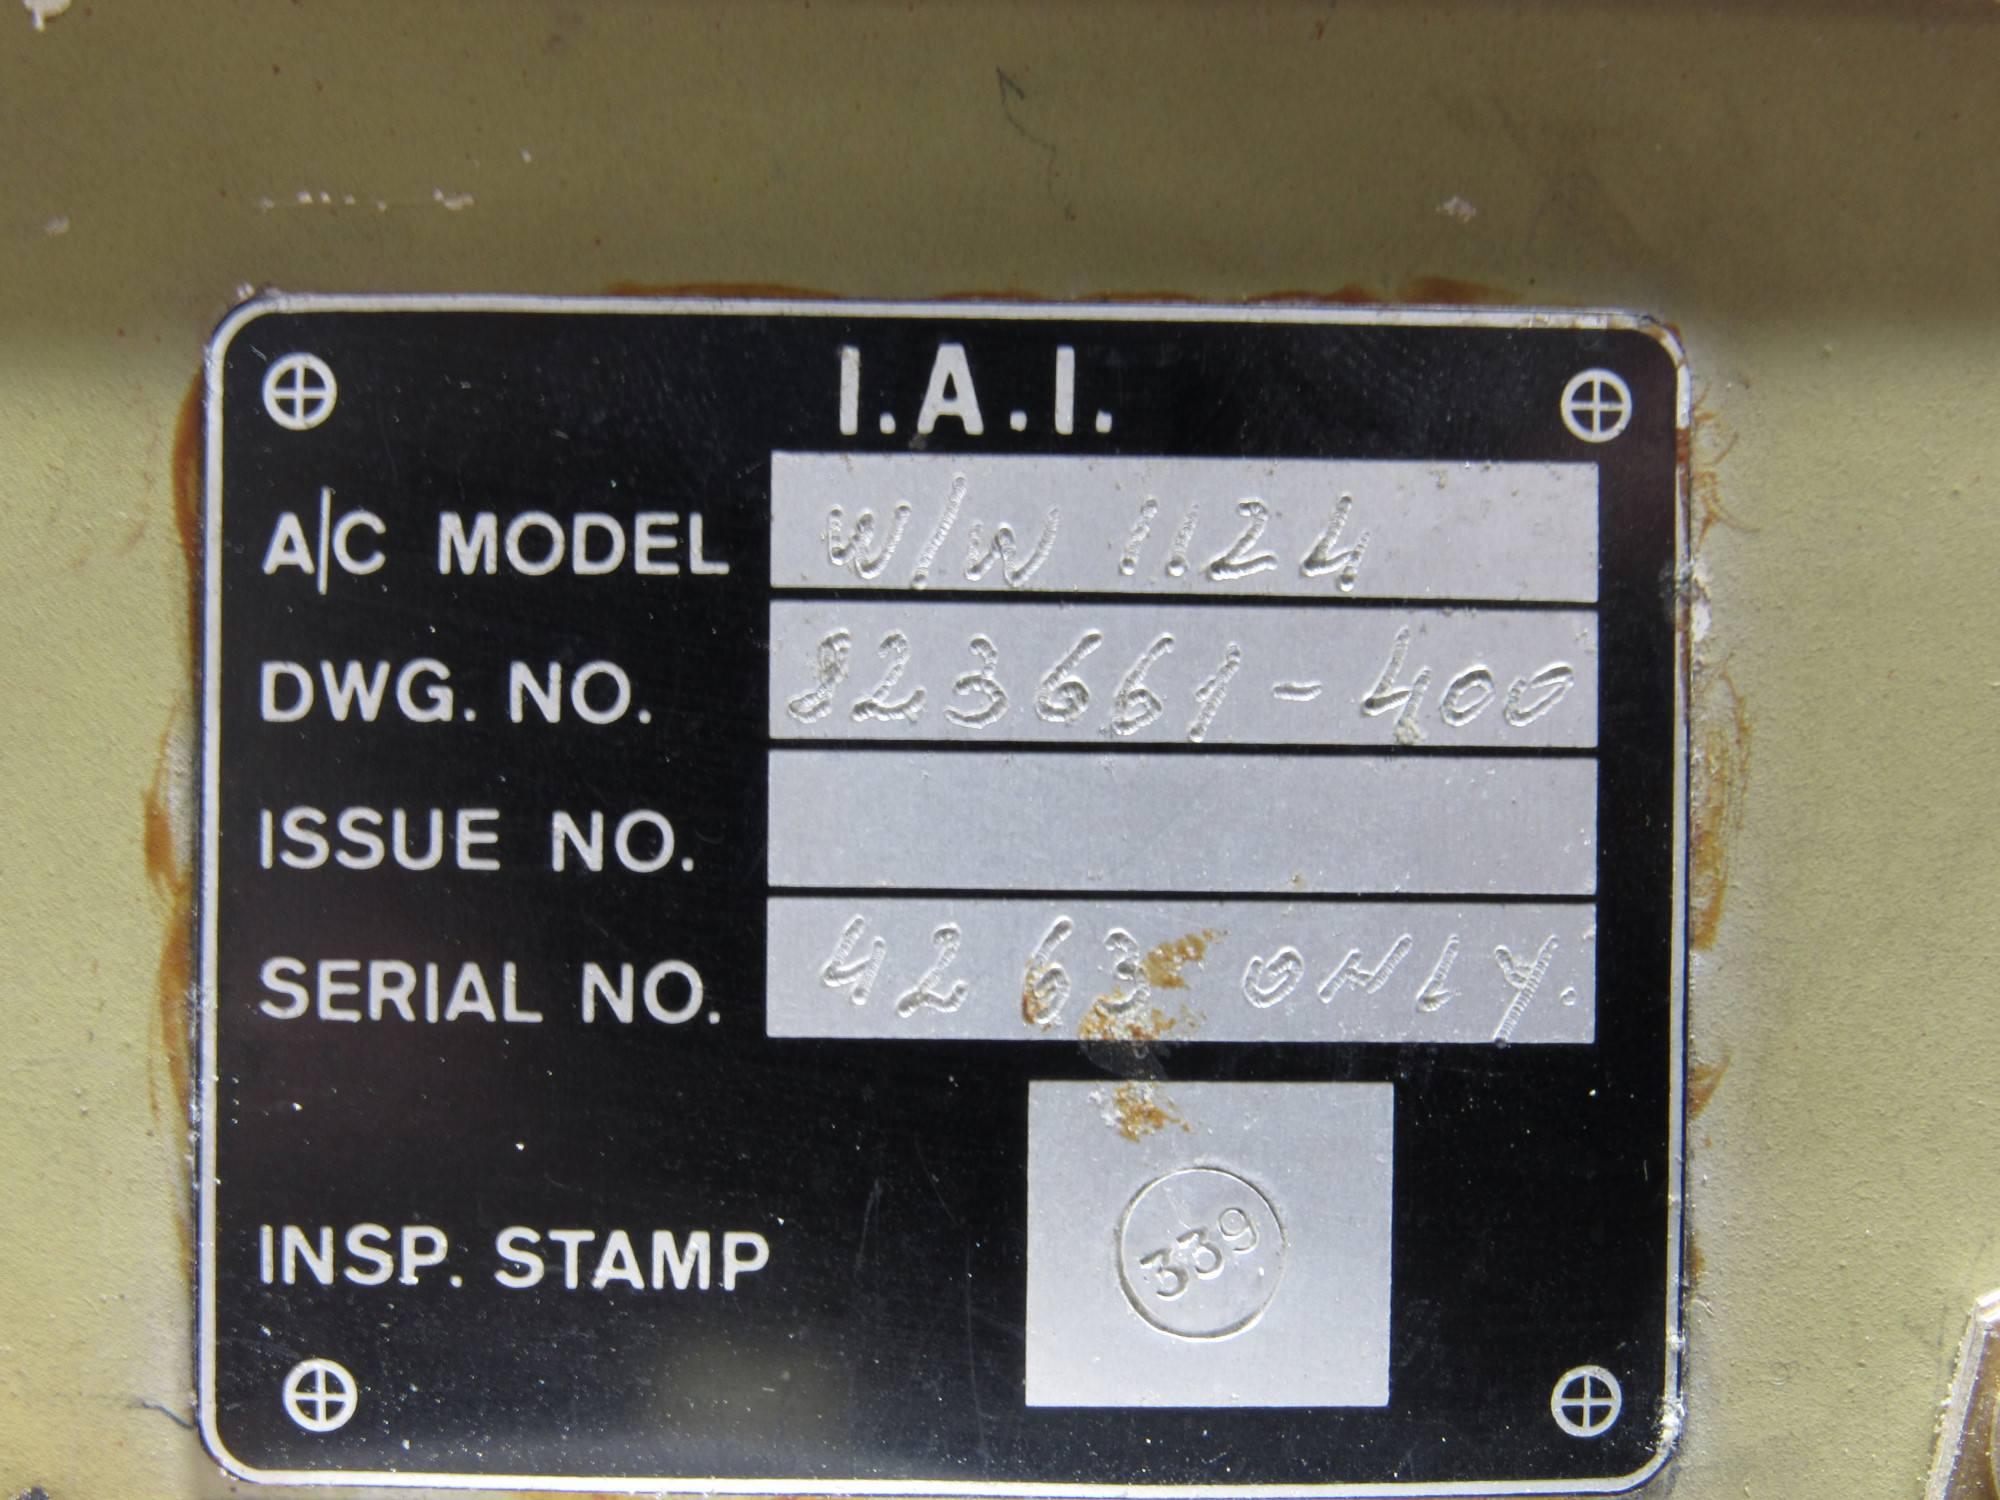 I.A.I.
A/C MODEL W/W 1124
DWG. NO. 823661-400
ISSUE NO.
SERIAL NO. 4263 ONLY.
INSP. STAMP 339